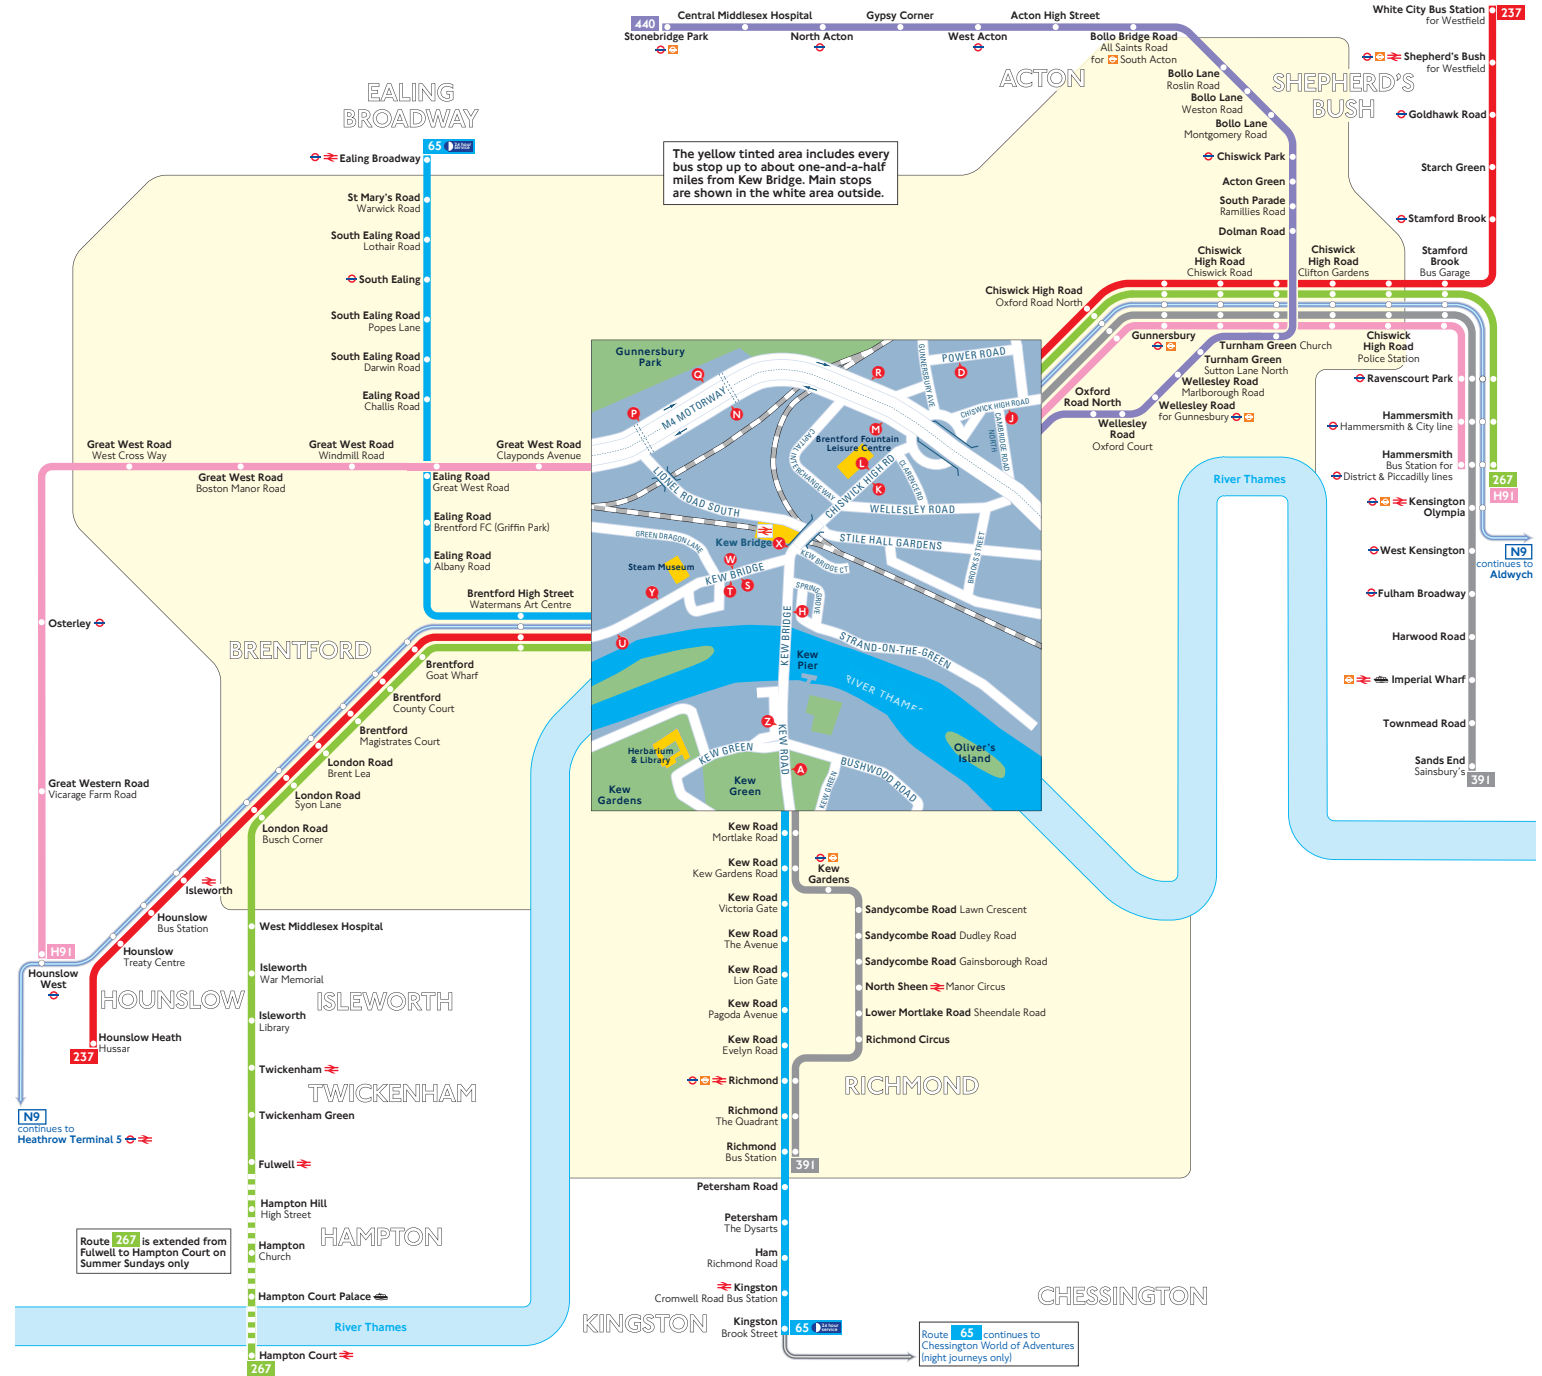 440
Stonebridge Park
Central Middlesex Hospital
North Acton
Gypsy Corner
West Acton
Acton High Street
Bollo Bridge Road
All Saints Road
for South Acton
Bollo Lane
Roslin Road
Bollo Lane
Weston Road
Bollo Lane
Montgomery Road
Chiswick Park
Acton Green
South Parade
Ramillies Road
Dolman Road
White City Bus Station
for Westfield
237
Shepherd's Bush
for Westfield
Goldhawk Road
Starch Green
Stamford Brook
ACTON
SHEPHERD'S
BUSH
EALING
BROADWAY
65
24 hour
service
The yellow tinted area includes every
bus stop up to about one-and-a-half
miles from Kew Bridge. Main stops
are shown in the white area outside.
Ealing Broadway
St Mary's Road
Warwick Road
South Ealing Road
Lothair Road
South Ealing
South Ealing Road
Popes Lane
South Ealing Road
Darwin Road
Ealing Road
Challis Road
Great West Road
West Cross Way
Great West Road
Boston Manor Road
Great West Road
Windmill Road
Great West Road
Clayponds Avenue
Ealing Road
Great West Road
Ealing Road
Brentford FC (Griffin Park)
Ealing Road
Albany Road
Brentford High Street
Watermans Art Centre
Chiswick High Road
Oxford Road North
Chiswick
High Road
Chiswick Road
Chiswick
High Road
Clifton Gardens
Stamford
Brook
Bus Garage
Gunnersbury
Turnham Green Church
Chiswick
High Road
Police Station
Turnham Green
Sutton Lane North
Wellesley Road
Marlborough Road
Wellesley Road
for Gunnesbury
Oxford
Road North
Wellesley
Road
Oxford Court
Ravenscourt Park
Hammersmith
Hammersmith & City line
Hammersmith
Bus Station for
District & Piccadilly lines
267
H91
Kensington
Olympia
N9
continues to
Aldwych
West Kensington
Fulham Broadway
Harwood Road
Imperial Wharf
Townmead Road
Sands End
Sainsbury's
391
River Thames
Gunnersbury
Park
M4 MOTORWAY
POWER ROAD
GUNNERSBURY AVE
CHISWICK HIGH ROAD
CAMBRIDGE ROAD
NORTH
Q
R
D
P
N
M
J
Brentford Fountain
Leisure Centre
L
K
CAPITAL INTERCHANGE WAY
CHISWICK HIGH RD
CLARENCE RD
LIONEL ROAD SOUTH
WELLESLEY ROAD
STILE HALL GARDENS
BROOKS STREET
GREEN DRAGON LANE
Kew Bridge
X
KEW BRIDGE CT
Steam Museum
W
KEW BRIDGE
Y
T
S
SPRING
GROVE
H
U
KEW BRIDGE
STRAND-ON-THE-GREEN
Kew
Pier
RIVER THAMES
Z
KEW ROAD
Oliver's
Island
Herbarium
& Library
KEW GREEN
A
BUSHWOOD ROAD
KEW GREEN
Kew
Gardens
Kew
Green
BRENTFORD
Brentford
Goat Wharf
Brentford
County Court
Brentford
Magistrates Court
London Road
Brent Lea
London Road
Syon Lane
London Road
Busch Corner
Osterley
Great Western Road
Vicarage Farm Road
Isleworth
Hounslow
Bus Station
Hounslow
Treaty Centre
H91
Hounslow
West
HOUNSLOW
Hounslow Heath
Hussar
237
N9
continues to
Heathrow Terminal 5
West Middlesex Hospital
Isleworth
War Memorial
ISLEWORTH
Isleworth
Library
Twickenham
TWICKENHAM
Twickenham Green
Fulwell
Hampton Hill
High Street
HAMPTON
Hampton
Church
Route 267 is extended from
Fulwell to Hampton Court on
Summer Sundays only
Hampton Court Palace
River Thames
Hampton Court
267
Kew Road
Mortlake Road
Kew Road
Kew Gardens Road
Kew Road
Victoria Gate
Kew Road
The Avenue
Kew Road
Lion Gate
Kew Road
Pagoda Avenue
Kew Road
Evelyn Road
Richmond
Richmond
The Quadrant
Richmond
Bus Station
391
Kew
Gardens
Sandycombe Road Lawn Crescent
Sandycombe Road Dudley Road
Sandycombe Road Gainsborough Road
North Sheen Manor Circus
Lower Mortlake Road Sheendale Road
Richmond Circus
RICHMOND
Petersham Road
Petersham
The Dysarts
Ham
Richmond Road
Kingston
Cromwell Road Bus Station
KINGSTON
Kingston
Brook Street
65
24 hour
service
CHESSINGTON
Route 65 continues to
Chessington World of Adventures
(night journeys only)